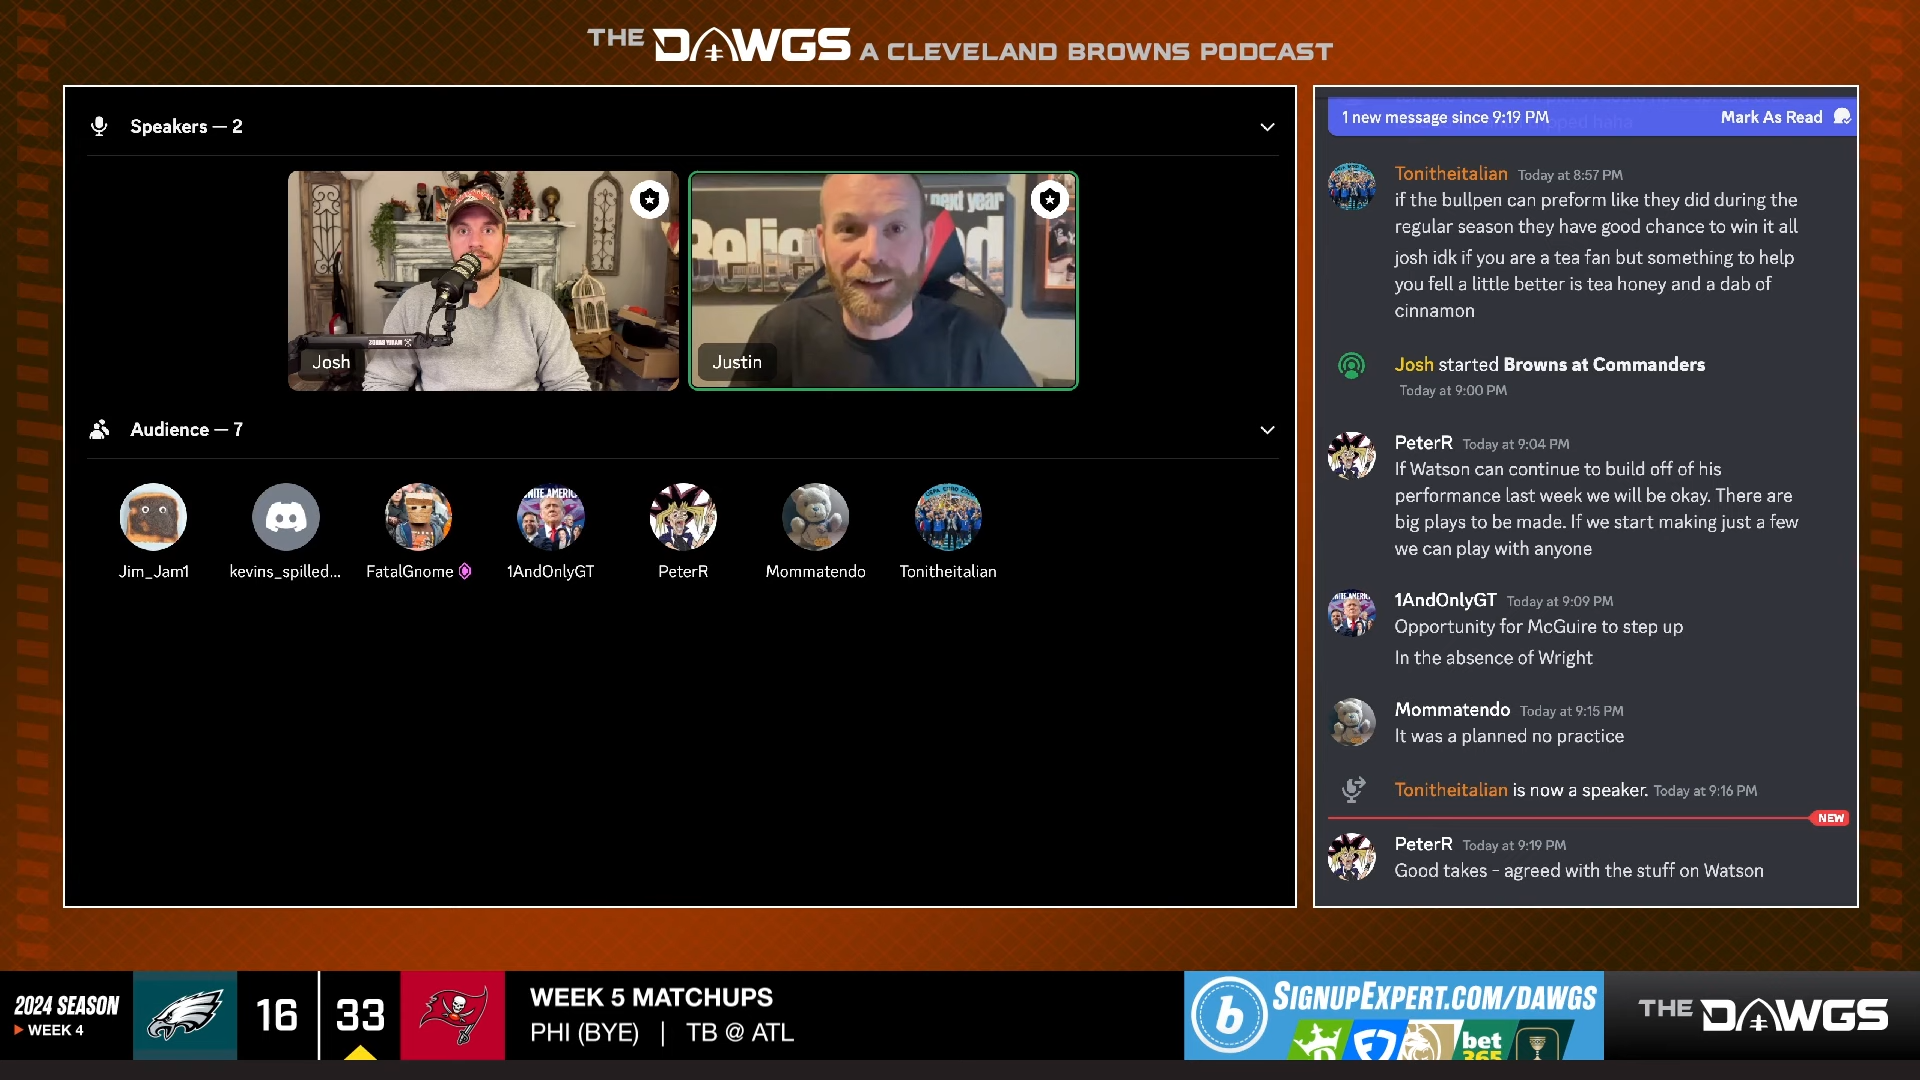 THE DAWGS A CLEVELAND BROWNS PODCAST
Speakers — 2
next year
Josh
Justin
Audience — 7
Jim_Jam1
kevins_spilled...
FatalGnome
1AndOnlyGT
PeterR
Mommatendo
Tonitheitalian
1 new message since 9:19 PM
Mark As Read
Tonitheitalian Today at 8:57 PM
if the bullpen can preform like they did during the
regular season they have good chance to win it all
josh idk if you are a tea fan but something to help
you fell a little better is tea honey and a dab of
cinnamon
Josh started Browns at Commanders
Today at 9:00 PM
PeterR Today at 9:04 PM
If Watson can continue to build off of his
performance last week we will be okay. There are
big plays to be made. If we start making just a few
we can play with anyone
1AndOnlyGT Today at 9:09 PM
Opportunity for McGuire to step up
In the absence of Wright
Mommatendo Today at 9:15 PM
It was a planned no practice
Tonitheitalian is now a speaker. Today at 9:16 PM
NEW
PeterR Today at 9:19 PM
Good takes - agreed with the stuff on Watson
2024 SEASON
WEEK 4
16
33
WEEK 5 MATCHUPS
PHI (BYE) | TB @ ATL
b
SIGNUPEXPERT.COM/DAWGS
bet
365
THE DAWGS